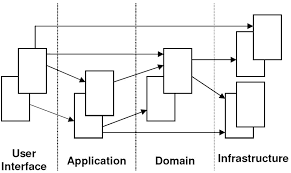 User
Interface
Application
Domain
Infrastructure